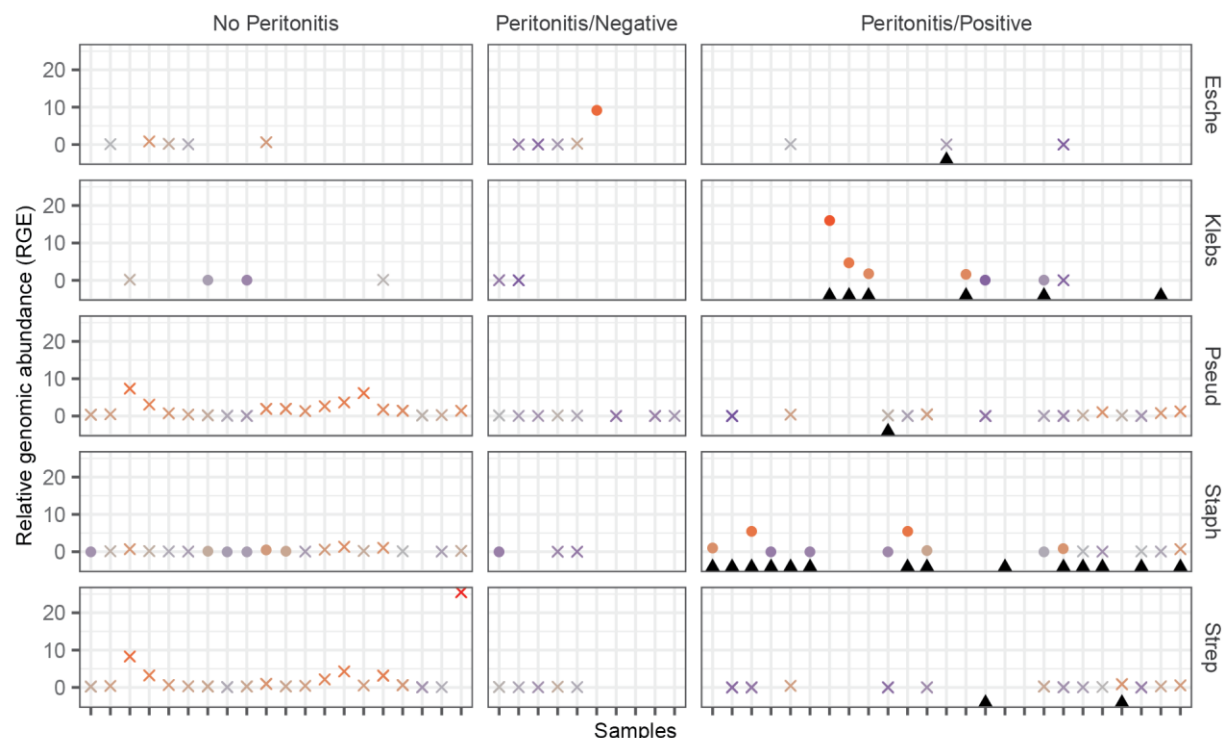 No Peritonitis Peritonitis/Negative Peritonitis/Positive
Relative genomic abundance (RGE)
20
10
0
Esche
20
10
0
Klebs
20
10
0
Pseud
20
10
0
Staph
20
10
0
Strep
Samples